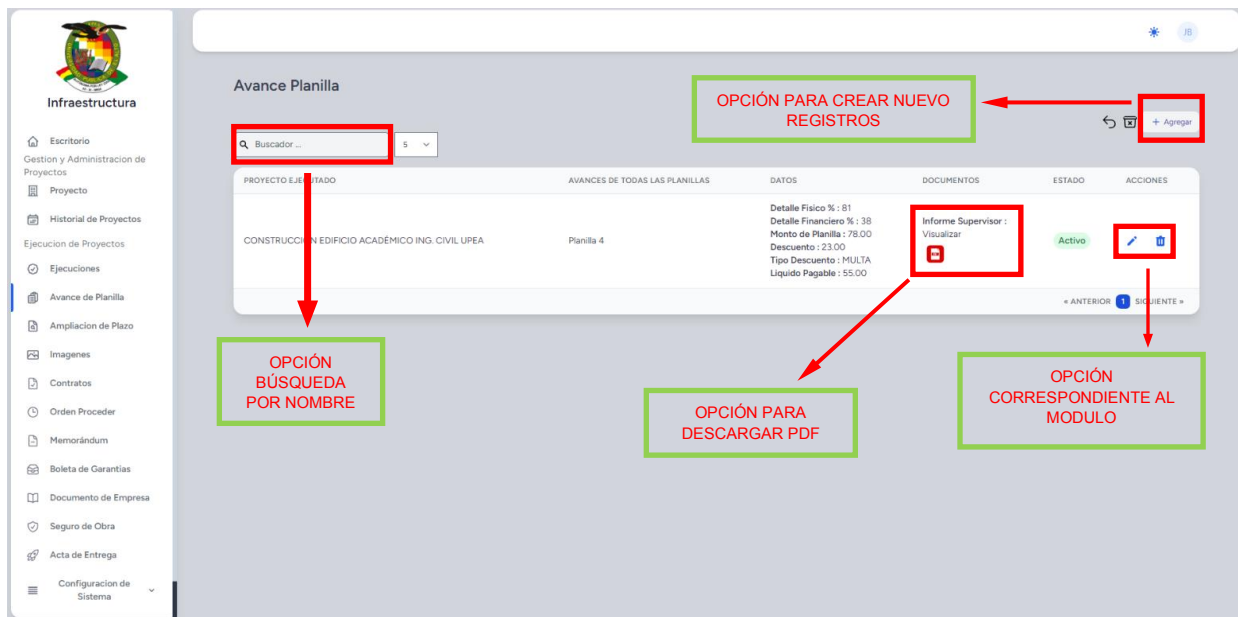 JB
Infraestructura
Escritorio
Gestion y Administracion de
Proyectos
Proyecto
Historial de Proyectos
Ejecucion de Proyectos
Ejecuciones
Avance de Planilla
Ampliacion de Plazo
Imagenes
Contratos
Orden Proceder
Memorándum
Boleta de Garantias
Documento de Empresa
Seguro de Obra
Acta de Entrega
Configuracion de
Sistema
Avance Planilla
OPCIÓN PARA CREAR NUEVO
REGISTROS
+ Agregar
Buscador ...
5
PROYECTO EJECUTADO AVANCES DE TODAS LAS PLANILLAS DATOS DOCUMENTOS ESTADO ACCIONES
CONSTRUCCIÓN EDIFICIO ACADÉMICO ING. CIVIL UPEA
Planilla 4
Detalle Fisico % : 81
Detalle Financiero % : 38
Monto de Planilla : 78.00
Descuento : 23.00
Tipo Descuento : MULTA
Liquido Pagable : 55.00
Informe Supervisor :
Visualizar
Activo
« ANTERIOR 1 SIGUIENTE »
OPCIÓN
BÚSQUEDA
POR NOMBRE
OPCIÓN PARA
DESCARGAR PDF
OPCIÓN
CORRESPONDIENTE AL
MODULO